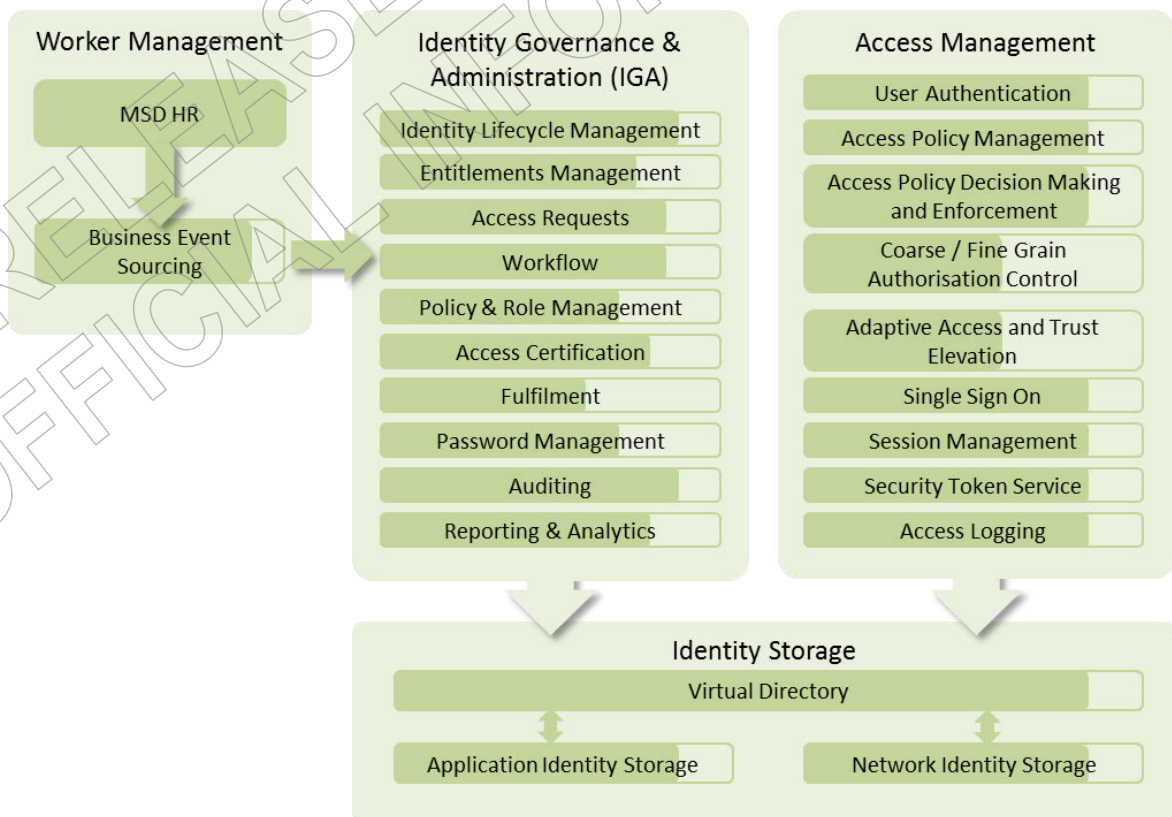 Worker Management
MSD HR
Business Event
Sourcing
Identity Governance &
Administration (IGA)
Identity Lifecycle Management
Entitlements Management
Access Requests
Workflow
Policy & Role Management
Access Certification
Fulfilment
Password Management
Auditing
Reporting & Analytics
Access Management
User Authentication
Access Policy Management
Access Policy Decision Making
and Enforcement
Coarse / Fine Grain
Authorisation Control
Adaptive Access and Trust
Elevation
Single Sign On
Session Management
Security Token Service
Access Logging
Identity Storage
Virtual Directory
Application Identity Storage
Network Identity Storage